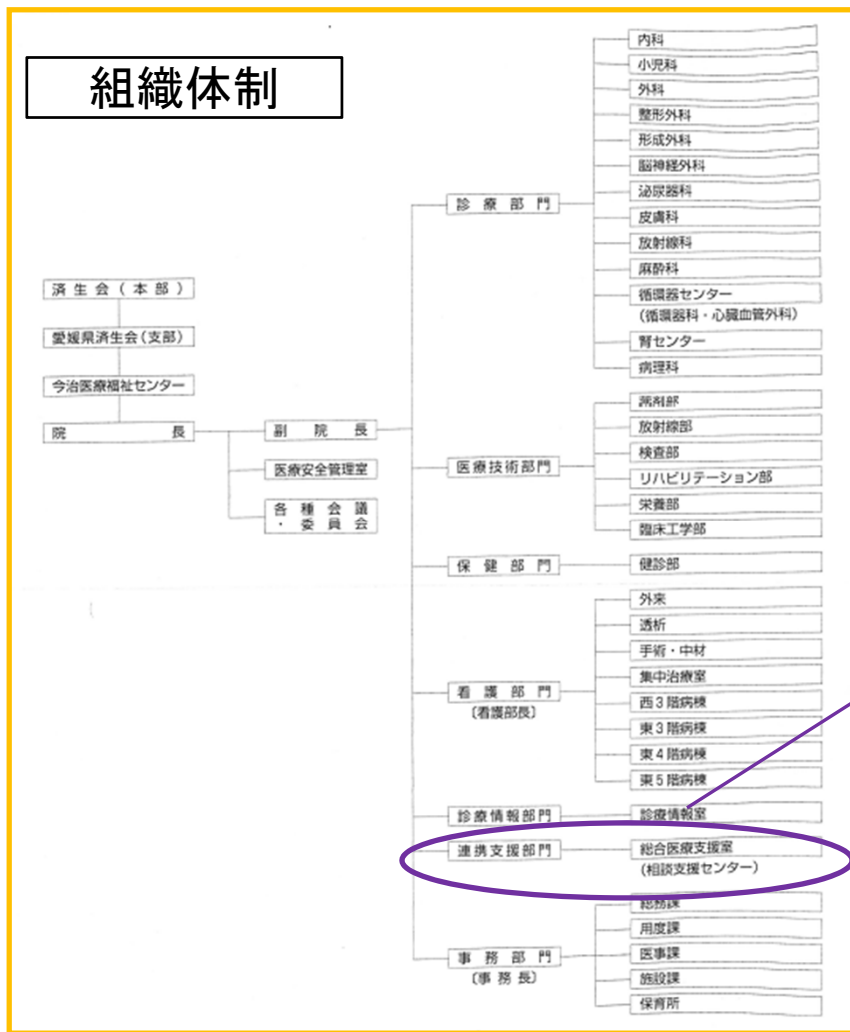 組織体制
済生会(本部)
愛媛県済生会(支部)
今治医療福祉センター
院長
副院長
医療安全管理室
各種会議
・委員会
診療部門
内科
小児科
外科
整形外科
形成外科
脳神経外科
泌尿器科
皮膚科
放射線科
麻酔科
循環器センター
(循環器科・心臓血管外科)
腎センター
病理科
医療技術部門
薬剤部
放射線部
検査部
リハビリテーション部
栄養部
臨床工学部
保健部門
健診部
看護部門
〔看護部長〕
外来
透析
手術・中材
集中治療室
西3階病棟
東3階病棟
東4階病棟
東5階病棟
診療情報部門
診療情報室
連携支援部門
総合医療支援室
(相談支援センター)
事務部門
〔事務長〕
総務課
用度課
医事課
施設課
保育所